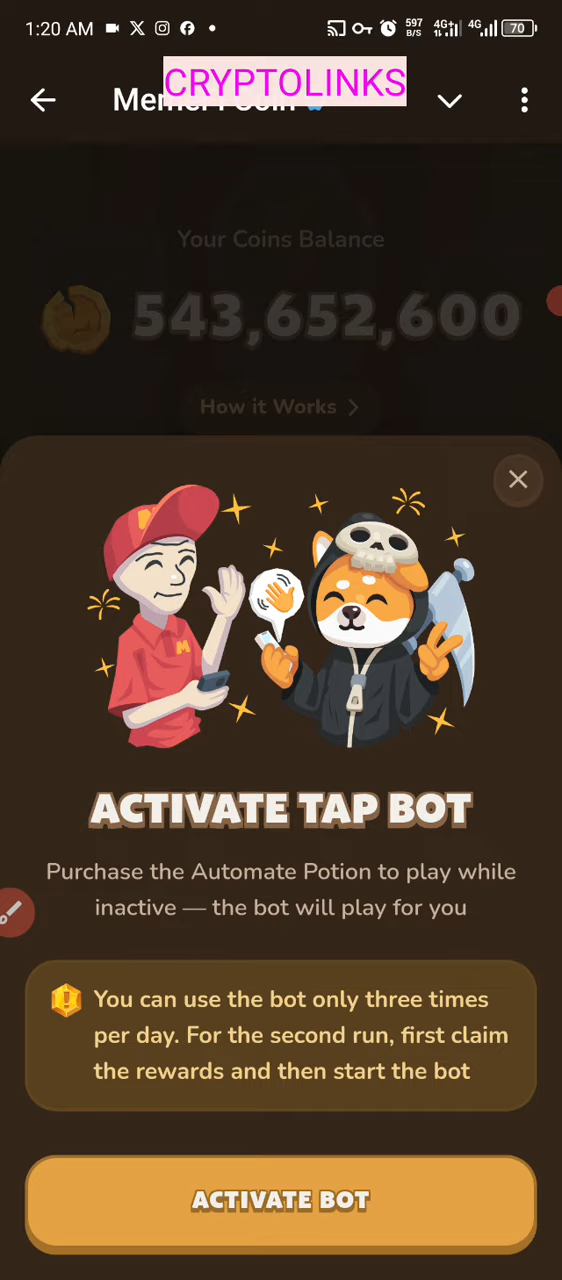 1:20 AM
597 B/S
4G+
4G
70
CRYPTOLINKS
Your Coins Balance
543,652,600
How it Works
M
ACTIVATE TAP BOT
Purchase the Automate Potion to play while
inactive — the bot will play for you
You can use the bot only three times
per day. For the second run, first claim
the rewards and then start the bot
ACTIVATE BOT